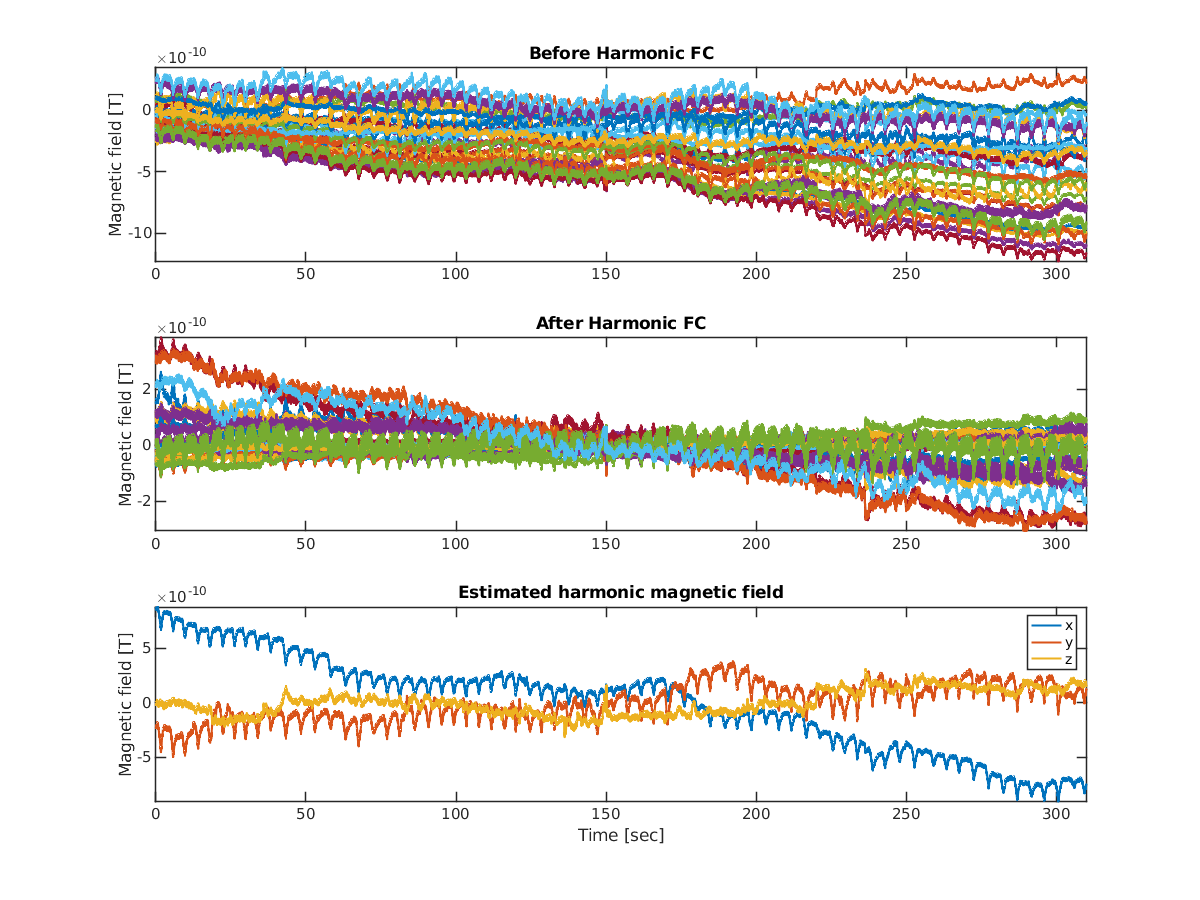 Before Harmonic FC
×10-10
Magnetic field [T]
0
-5
-10
0 50 100 150 200 250 300
After Harmonic FC
×10-10
Magnetic field [T]
2
0
-2
0 50 100 150 200 250 300
Estimated harmonic magnetic field
×10-10
Magnetic field [T]
5
0
-5
x
y
z
0 50 100 150 200 250 300
Time [sec]